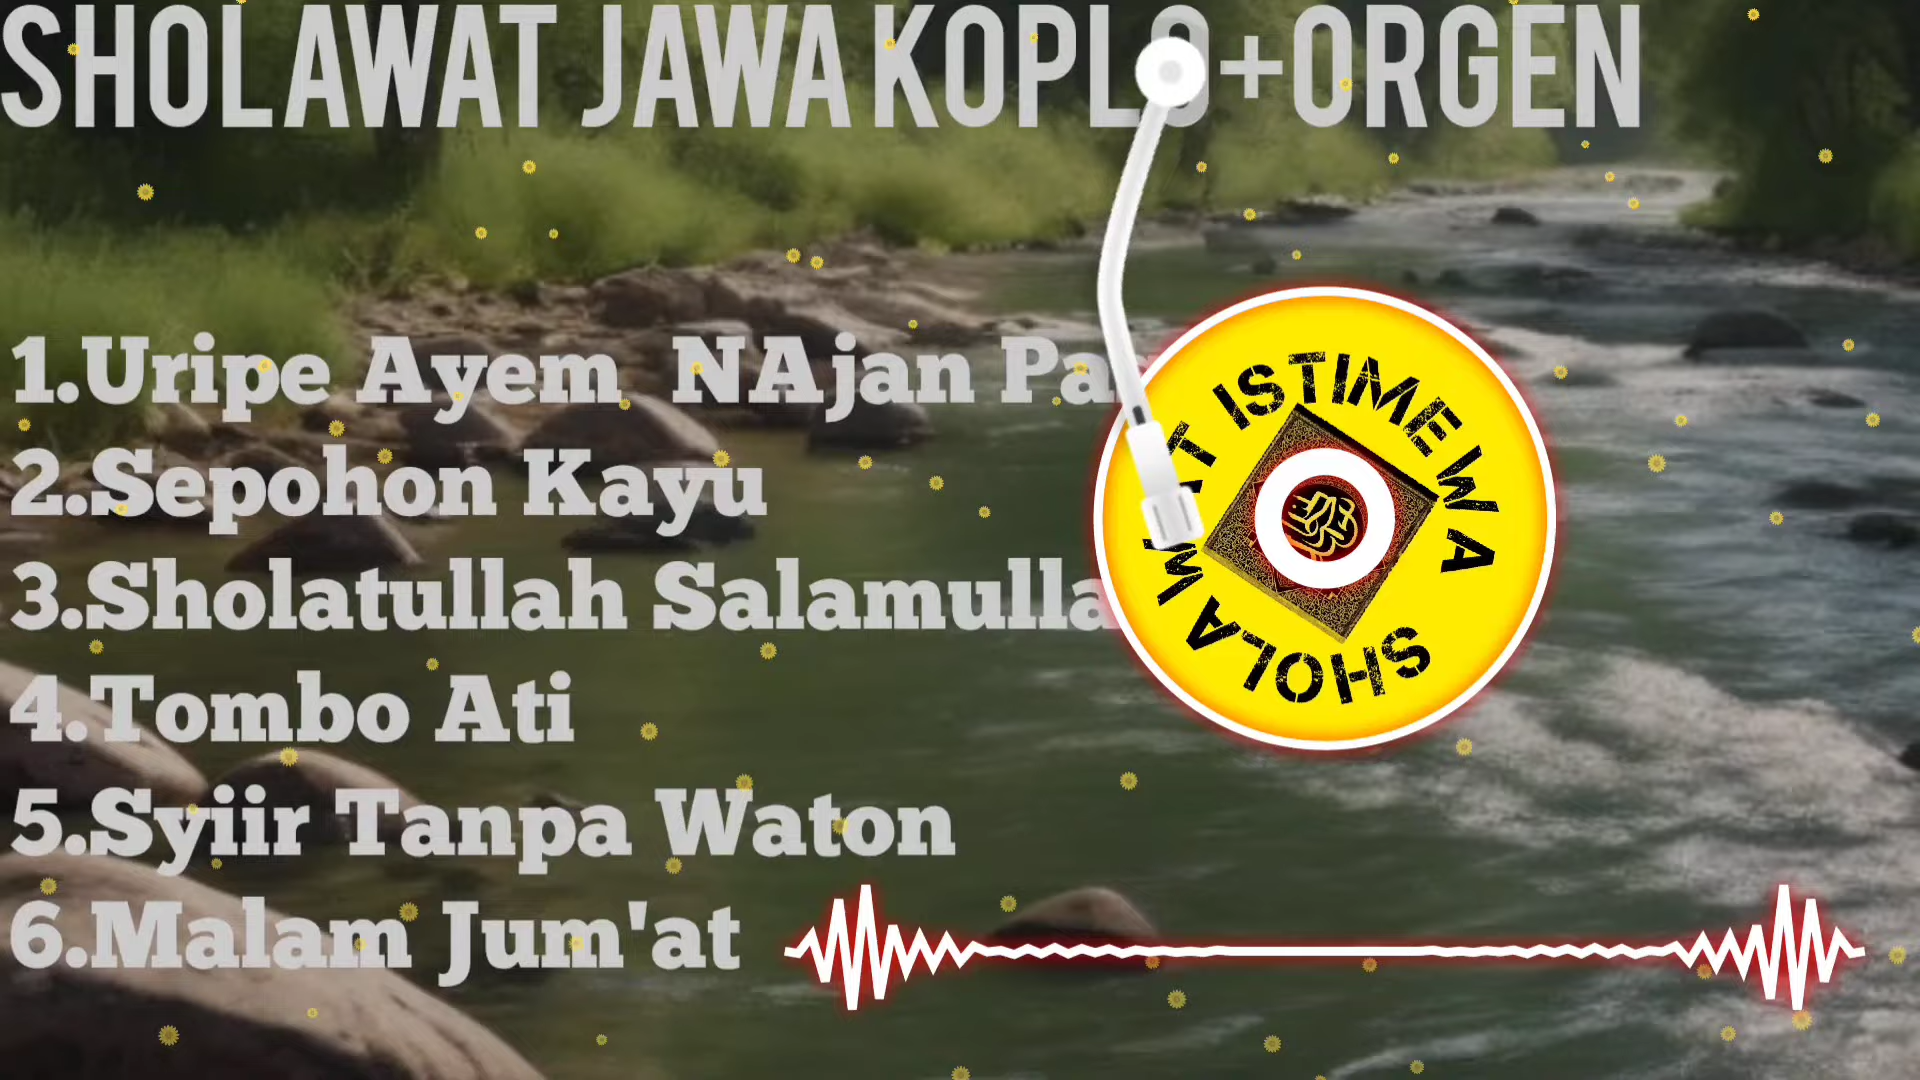 SHOLAWAT JAWA KOPLO+ORGEN
1.Uripe Ayem NAjan Pa
2.Sepohon Kayu
3.Sholatullah Salamulla
4.Tombo Ati
5.Syiir Tanpa Waton
6.Malam Jum'at
SHOLAWAT ISTIMEWA